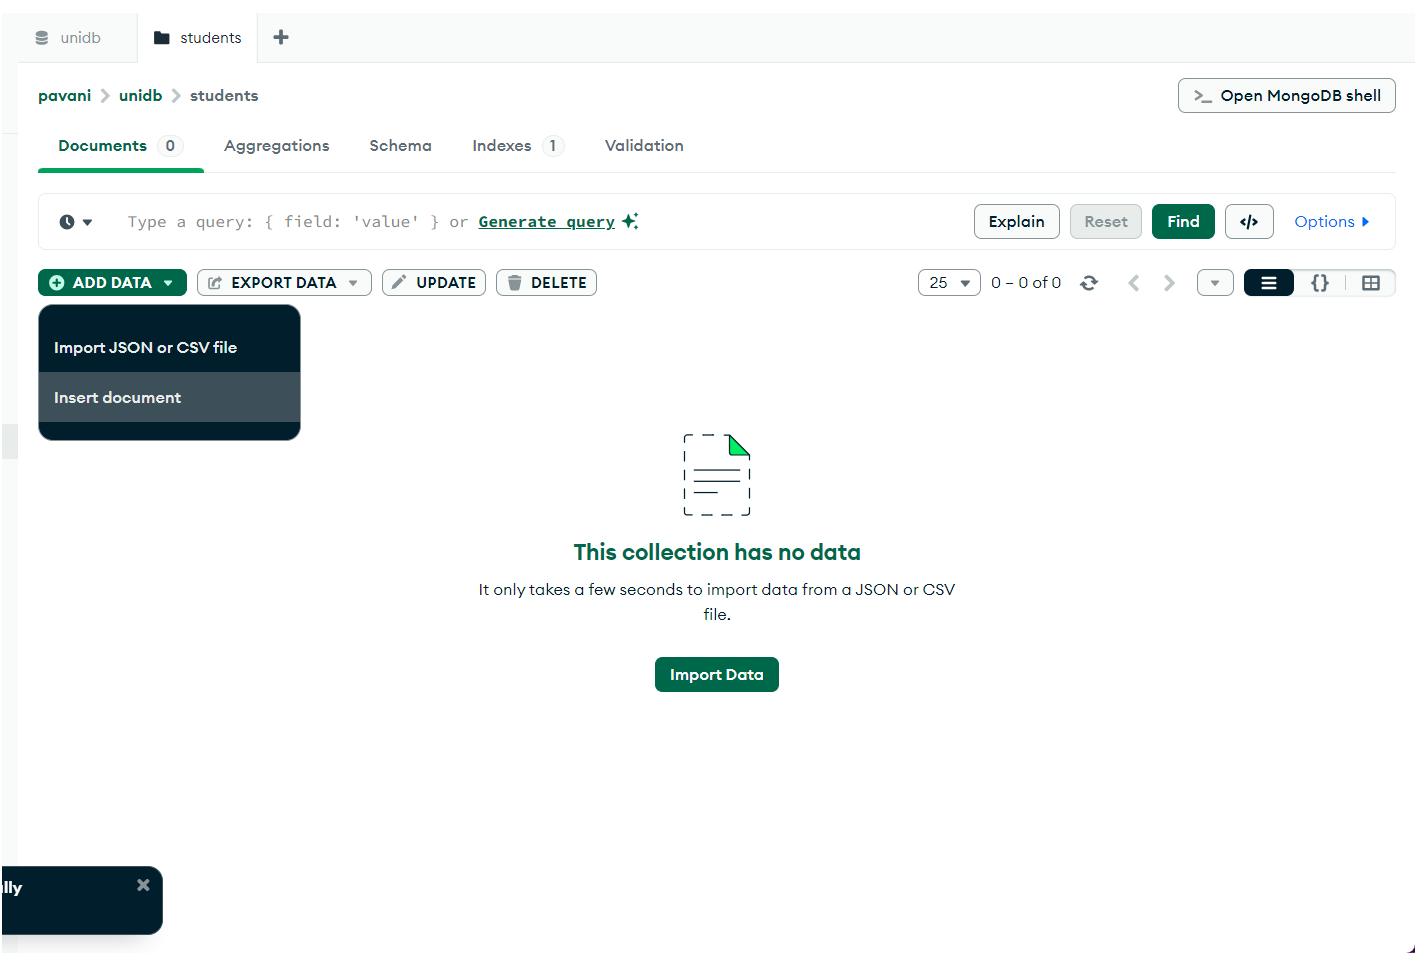 unidb students
pavani unidb students
>_ Open MongoDB shell
Documents 0 Aggregations Schema Indexes 1 Validation
Type a query: { field: 'value' } or Generate query
Explain Reset Find </> Options
ADD DATA EXPORT DATA UPDATE DELETE
25 0 – 0 of 0 {}
Import JSON or CSV file
Insert document
This collection has no data
It only takes a few seconds to import data from a JSON or CSV
file.
Import Data
lly